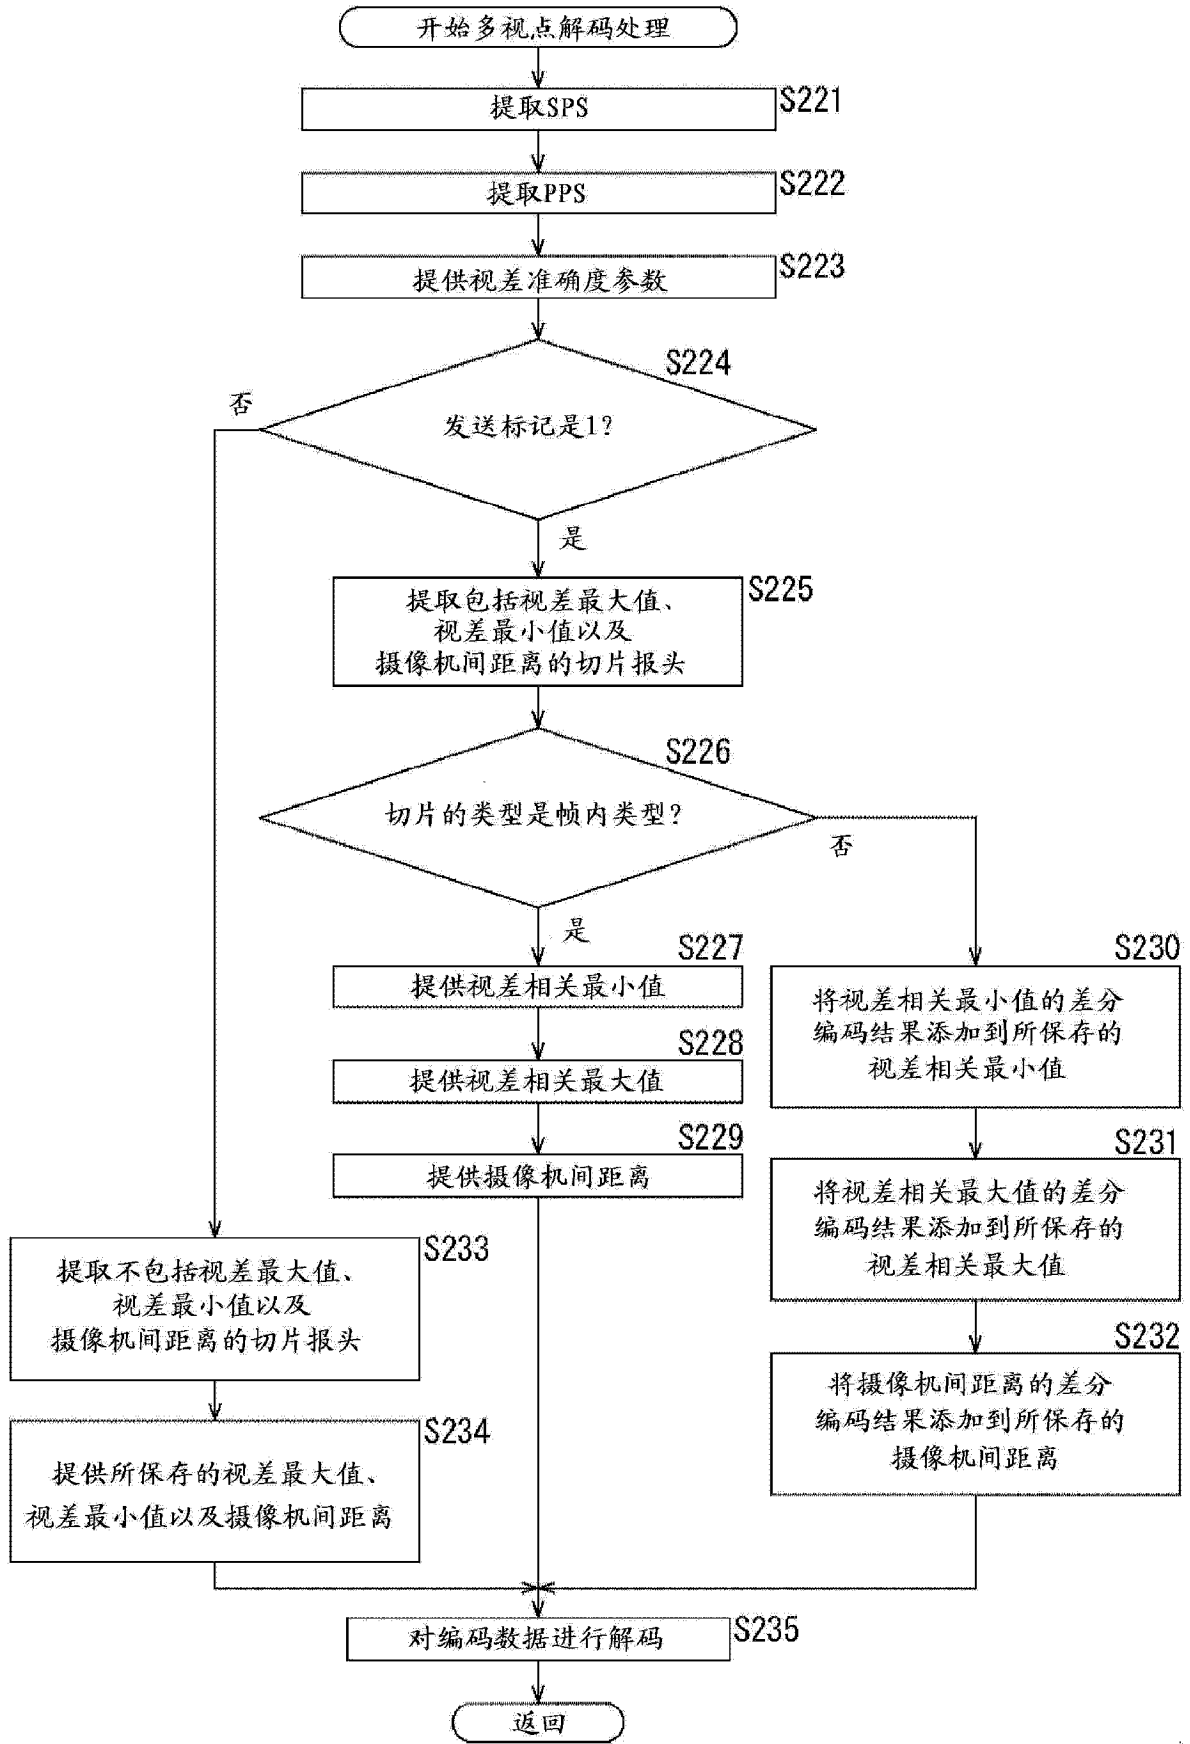 开始多视点解码处理
提取SPS
S221
提取PPS
S222
提供视差准确度参数
S223
S224
否
发送标记是1?
是
提取包括视差最大值、
视差最小值以及
摄像机间距离的切片报头
S225
S226
切片的类型是帧内类型?
否
是
S227
提供视差相关最小值
S228
提供视差相关最大值
S229
提供摄像机间距离
S230
将视差相关最小值的差分
编码结果添加到所保存的
视差相关最小值
S231
将视差相关最大值的差分
编码结果添加到所保存的
视差相关最大值
S232
将摄像机间距离的差分
编码结果添加到所保存的
摄像机间距离
S233
提取不包括视差最大值、
视差最小值以及
摄像机间距离的切片报头
S234
提供所保存的视差最大值、
视差最小值以及摄像机间距离
对编码数据进行解码
S235
返回